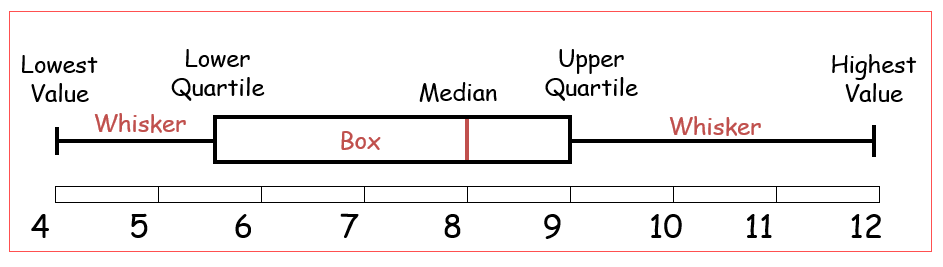 Lowest
Value
Lower
Quartile
Median
Upper
Quartile
Highest
Value
Whisker
Box
Whisker
4 5 6 7 8 9 10 11 12